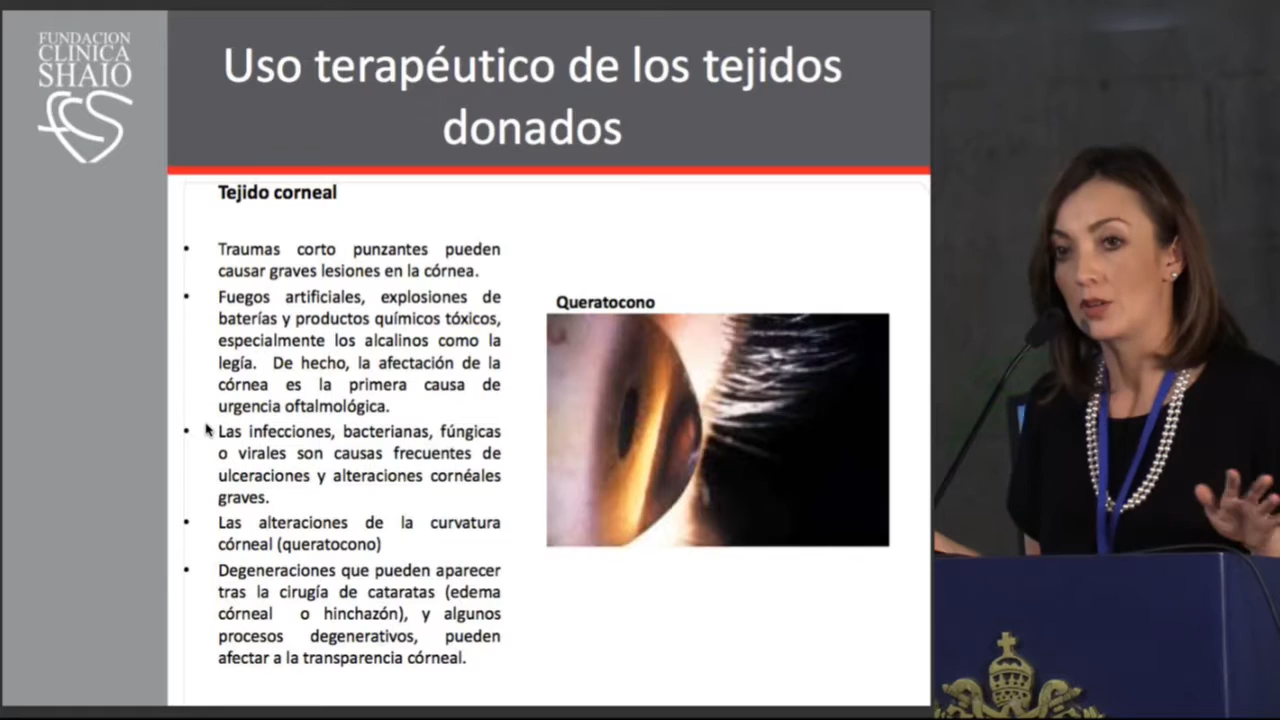 FUNDACION
CLINICA
SHAIO
Uso terapéutico de los tejidos
donados
Tejido corneal
• Traumas corto punzantes pueden
causar graves lesiones en la córnea.
• Fuegos artificiales, explosiones de
baterías y productos químicos tóxicos,
especialmente los alcalinos como la
legía. De hecho, la afectación de la
córnea es la primera causa de
urgencia oftalmológica.
• Las infecciones, bacterianas, fúngicas
o virales son causas frecuentes de
ulceraciones y alteraciones cornéales
graves.
• Las alteraciones de la curvatura
córneal (queratocono)
• Degeneraciones que pueden aparecer
tras la cirugía de cataratas (edema
córneal o hinchazón), y algunos
procesos degenerativos, pueden
afectar a la transparencia córneal.
Queratocono